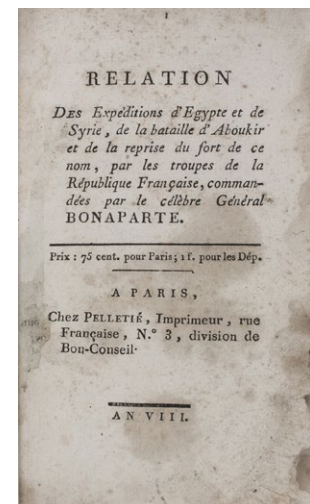 1
RELATION
DES Expéditions d'Egypte et de
Syrie, de la bataille d'Aboukir
et de la reprise du fort de ce
nom, par les troupes de la
République Française, comman-
dées par le célèbre Général
BONAPARTE.
Prix : 75 cent. pour Paris; 1 f. pour les Dép.
A PARIS,
Chez PELLETIÉ, Imprimeur, rue
Française, N.º 3, division de
Bon-Conseil.
AN VIII.